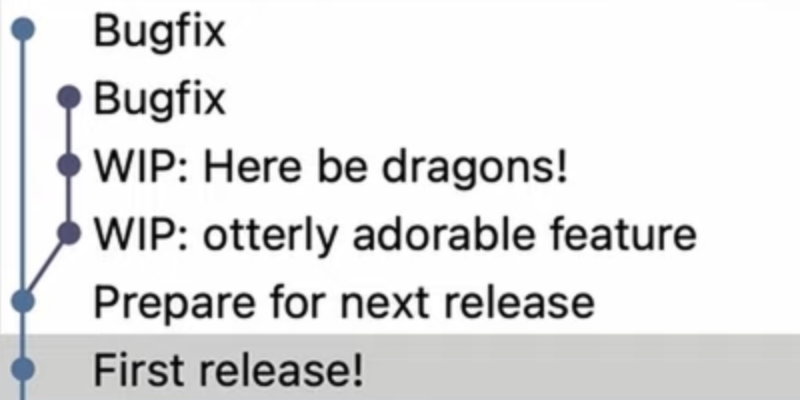 Bugfix
Bugfix
WIP: Here be dragons!
WIP: otterly adorable feature
Prepare for next release
First release!